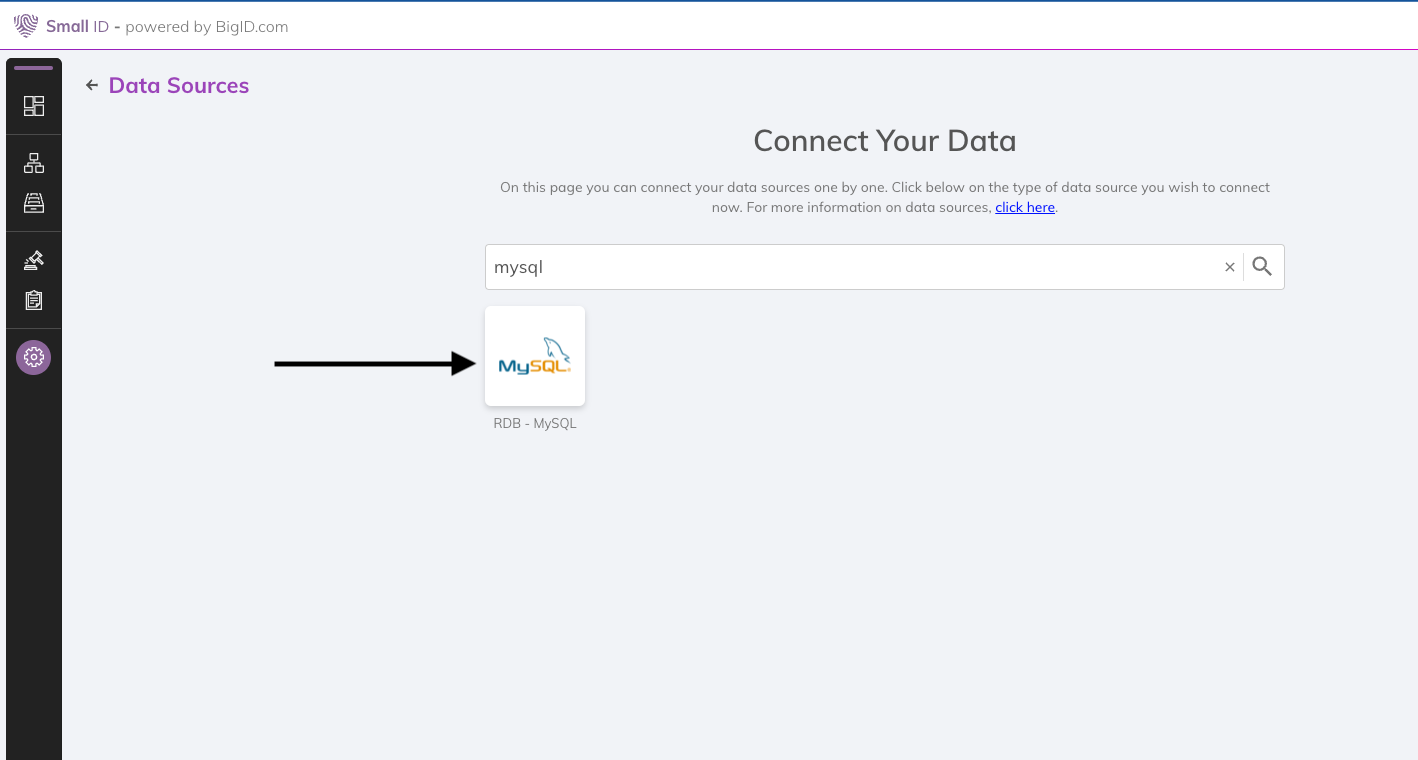 Small ID - powered by BigID.com
Data Sources
Connect Your Data
On this page you can connect your data sources one by one. Click below on the type of data source you wish to connect
now. For more information on data sources, click here.
mysql
MySQL
RDB - MySQL